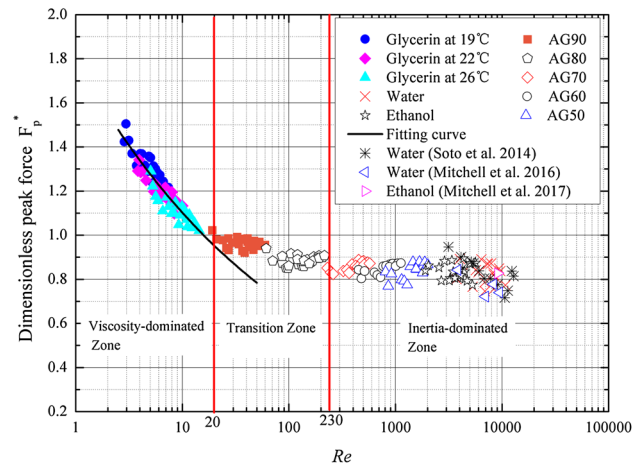 2.0
1.8
1.6
1.4
1.2
1.0
0.8
0.6
0.4
0.2
Dimensionless peak force F_p^*
Glycerin at 19℃
Glycerin at 22℃
Glycerin at 26℃
Water
Ethanol
Fitting curve
Water (Soto et al. 2014)
Water (Mitchell et al. 2016)
Ethanol (Mitchell et al. 2017)
AG90
AG80
AG70
AG60
AG50
Viscosity-dominated
Zone
Transition Zone
Inertia-dominated
Zone
1 10 20 100 230 1000 10000 100000
Re